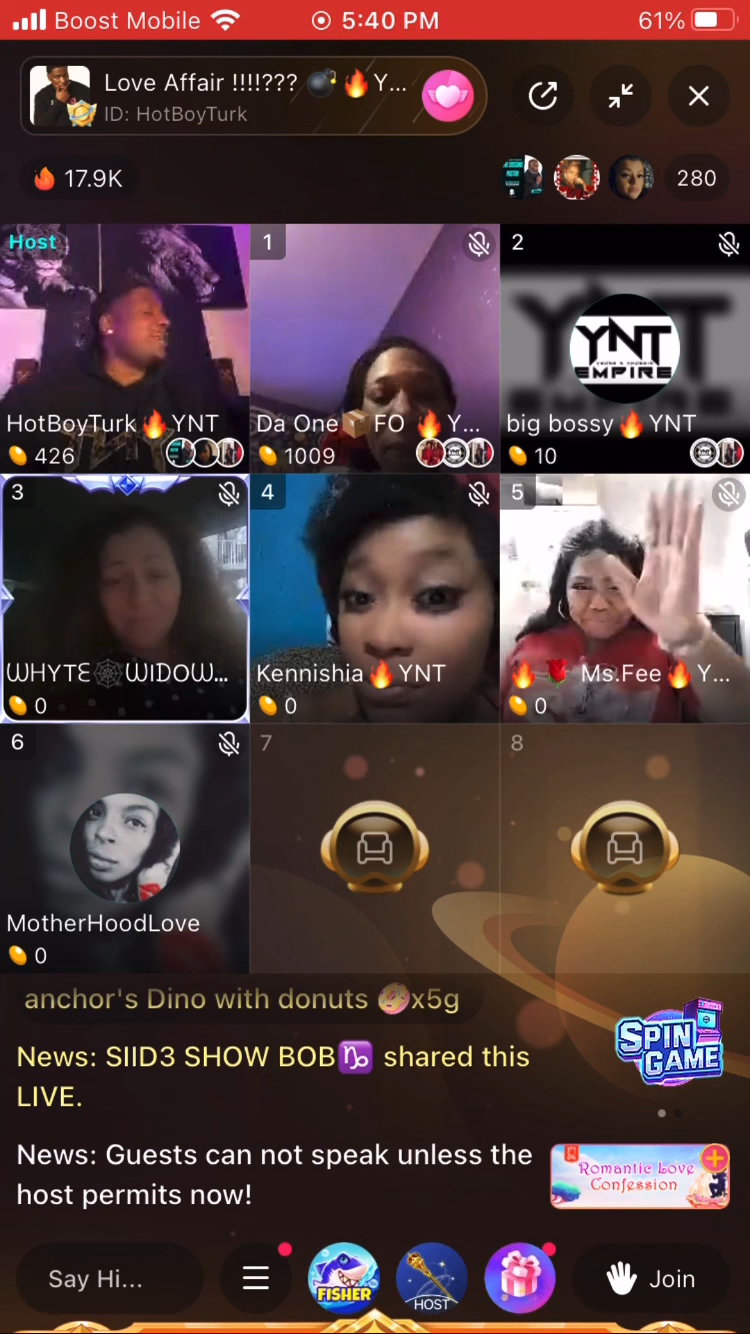 Boost Mobile 5:40 PM 61%
Love Affair !!!!??? 💣🔥Y...
ID: HotBoyTurk
🔥 17.9K
280
Host
1
2
YNT
EMPIRE
HotBoyTurk🔥YNT
Da One📦 FO 🔥Y...
big bossy🔥YNT
426
1009
10
3
4
5
ƜHYTЄ🕸️ƜIDOƜ...
Kennishia🔥YNT
🔥🌹 Ms.Fee🔥Y...
0
0
0
6
7
8
MotherHoodLove
0
anchor's Dino with donuts 🍩x5g
SPIN
GAME
News: SIID3 SHOW BOB♑ shared this
LIVE.
News: Guests can not speak unless the
host permits now!
Romantic Love
Confession
Say Hi...
FISHER
HOST
Join